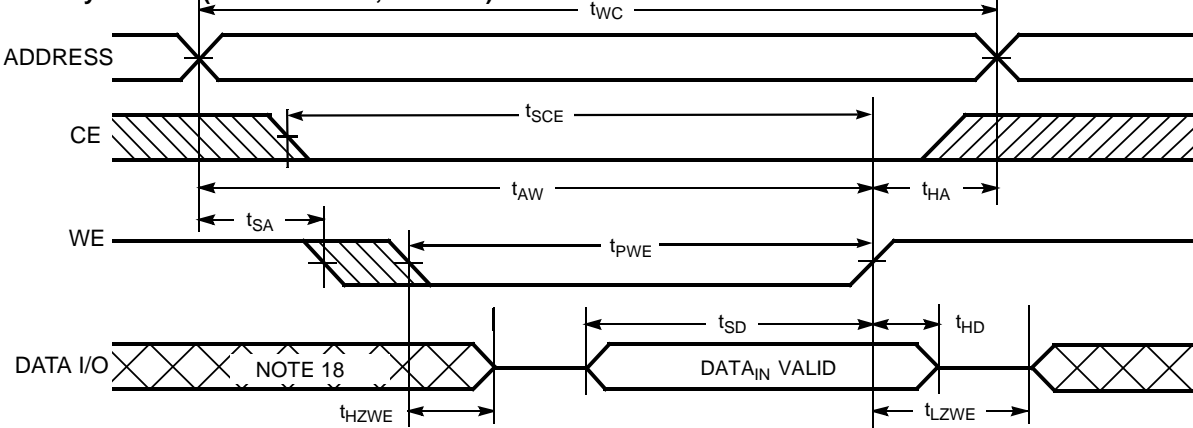 tWC
ADDRESS
tSCE
CE
tAW
tHA
tSA
WE
tPWE
tSD
tHD
DATA I/O
NOTE 18
DATAIN VALID
tHZWE
tLZWE